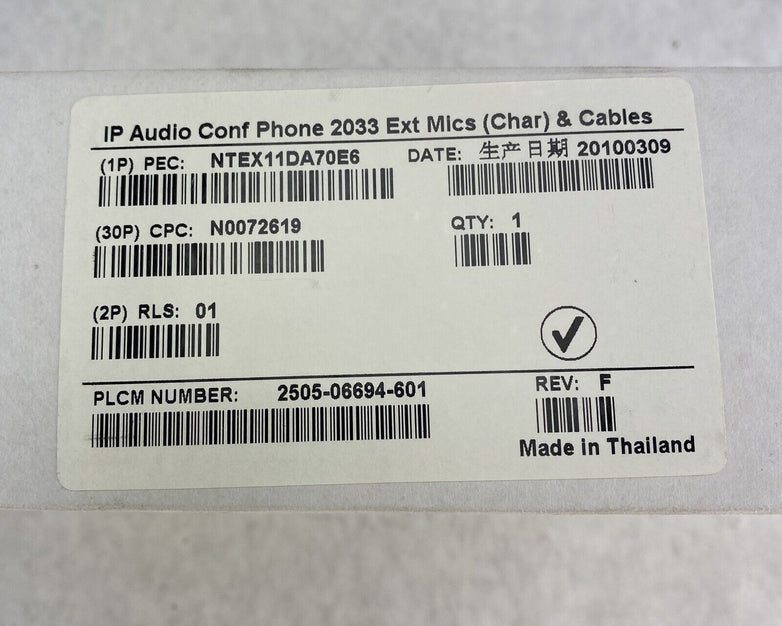 IP Audio Conf Phone 2033 Ext Mics (Char) & Cables
(1P) PEC: NTEX11DA70E6 DATE: 生产日期 20100309
(30P) CPC: N0072619 QTY: 1
(2P) RLS: 01
PLCM NUMBER: 2505-06694-601 REV: F
Made in Thailand